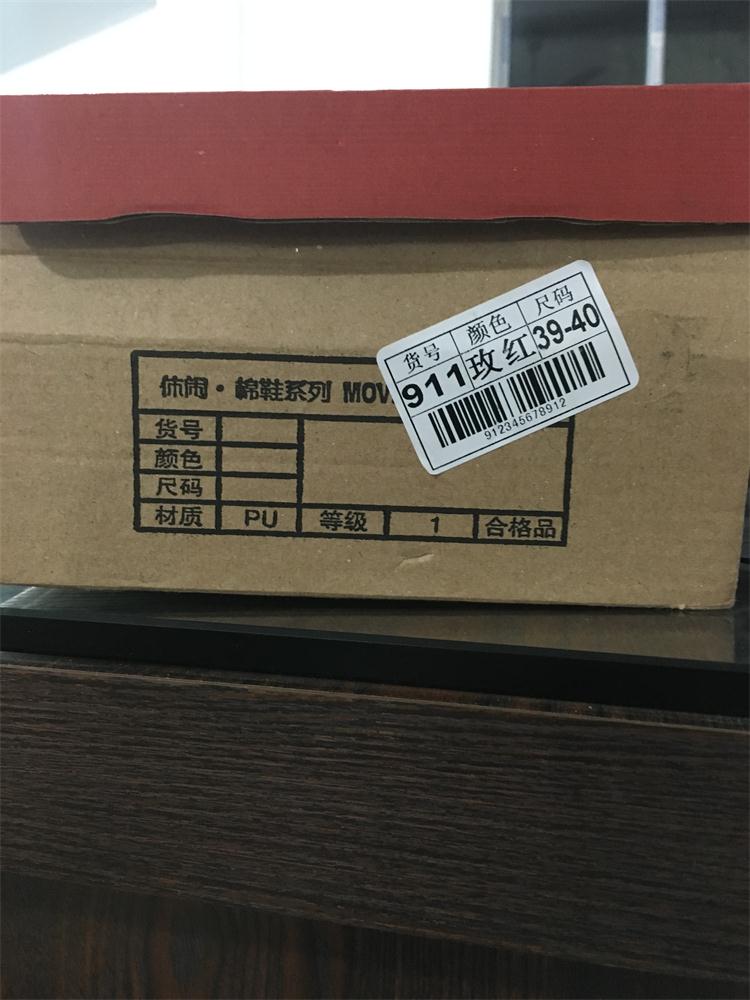 货号 颜色 尺码
911 玫红 39-40
912345678912
休闲·棉鞋系列 MOV
货号
颜色
尺码
材质 PU 等级 1 合格品